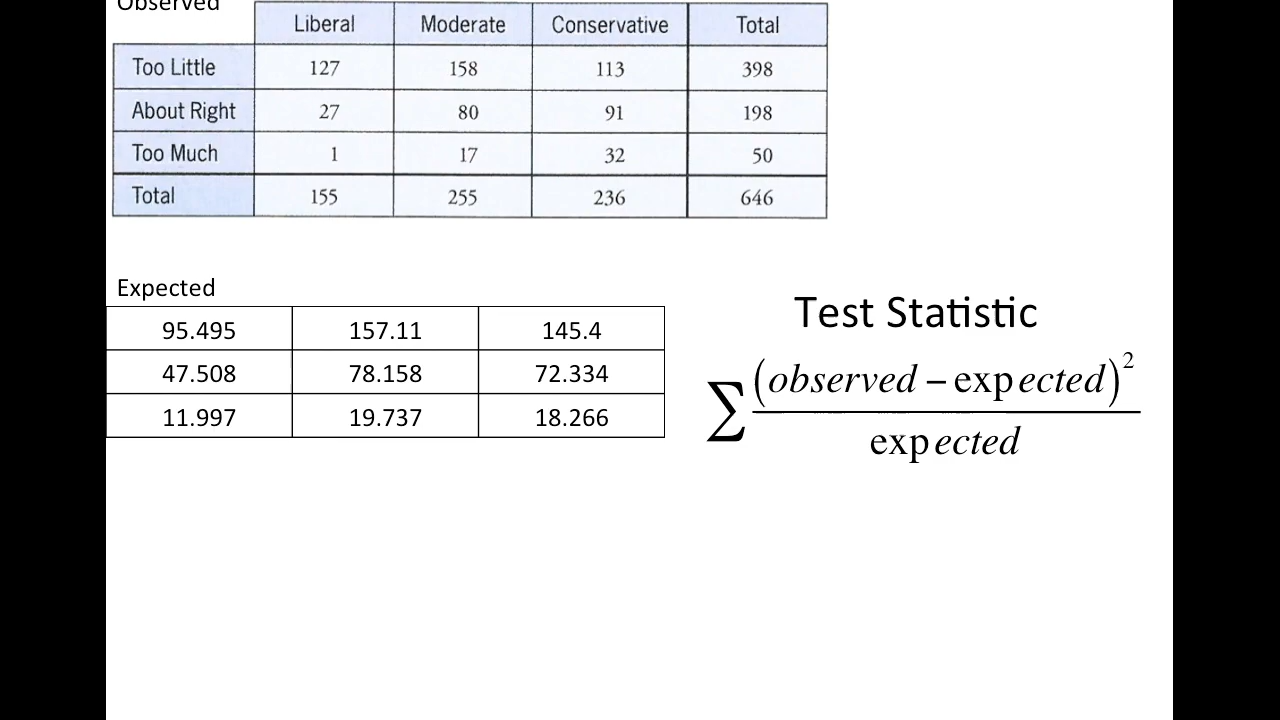 Observed
Liberal Moderate Conservative Total
Too Little 127 158 113 398
About Right 27 80 91 198
Too Much 1 17 32 50
Total 155 255 236 646
Expected
95.495 157.11 145.4
47.508 78.158 72.334
11.997 19.737 18.266
Test Statistic
∑ (observed – expected)²
expected